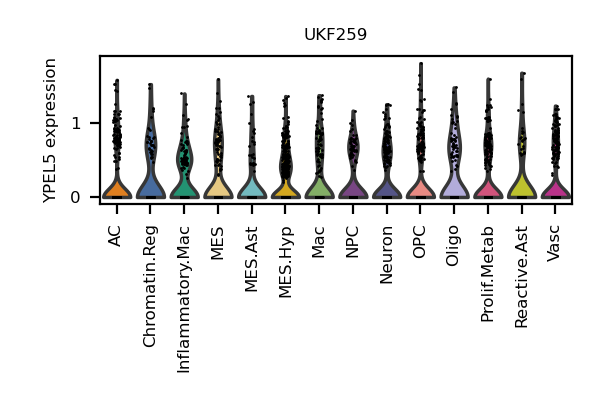 UKF259
YPEL5 expression
1
0
AC
Chromatin.Reg
Inflammatory.Mac
MES
MES.Ast
MES.Hyp
Mac
NPC
Neuron
OPC
Oligo
Prolif.Metab
Reactive.Ast
Vasc